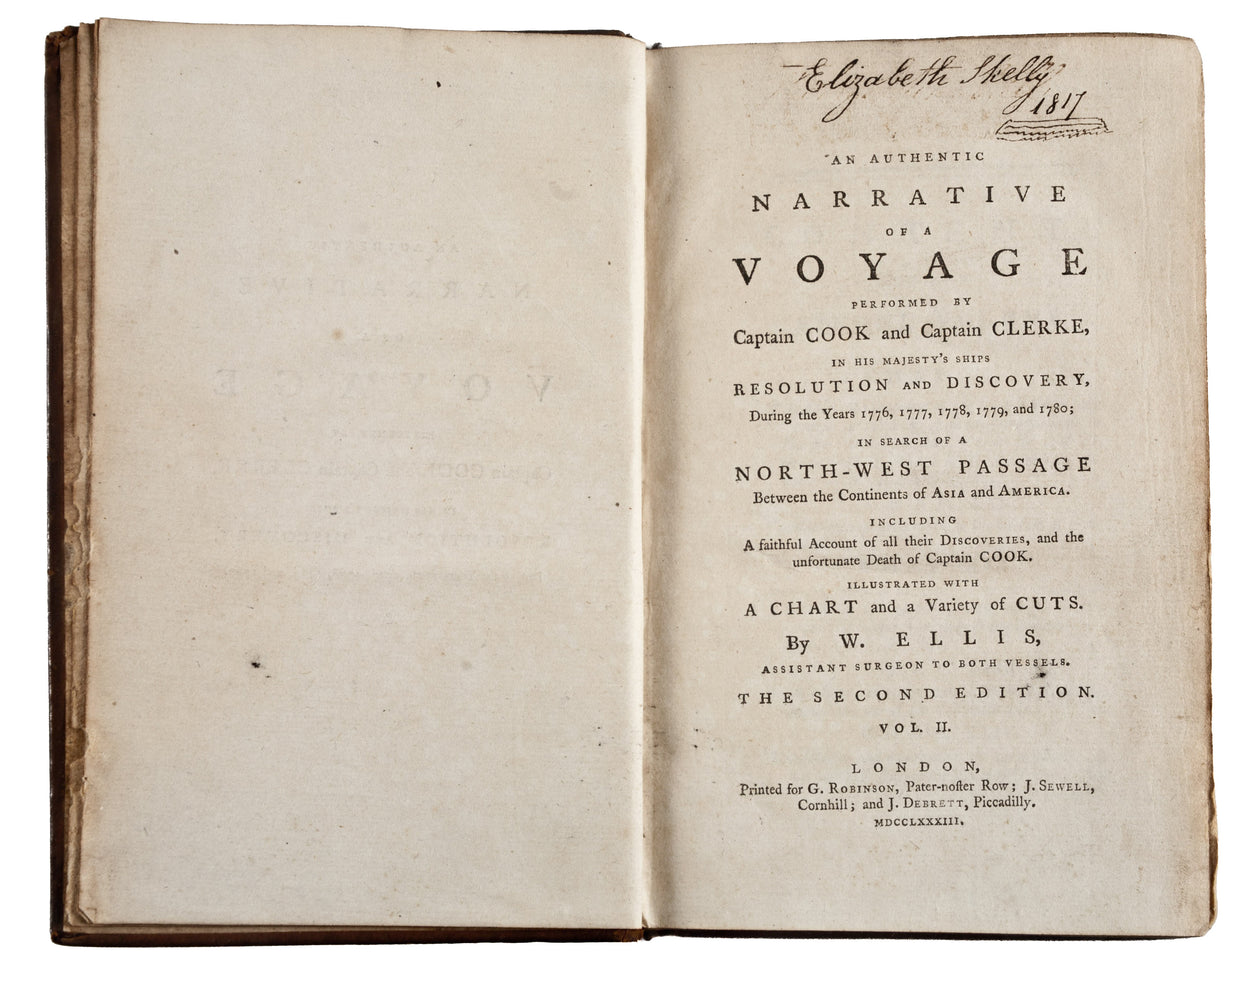 Elizabeth Skelly
1817
AN AUTHENTIC
NARRATIVE
OF A
VOYAGE
PERFORMED BY
Captain COOK and Captain CLERKE,
IN HIS MAJESTY'S SHIPS
RESOLUTION AND DISCOVERY,
During the Years 1776, 1777, 1778, 1779, and 1780;
IN SEARCH OF A
NORTH-WEST PASSAGE
Between the Continents of ASIA and AMERICA.
INCLUDING
A faithful Account of all their DISCOVERIES, and the
unfortunate Death of Captain COOK.
ILLUSTRATED WITH
A CHART and a Variety of CUTS.
By W. ELLIS,
ASSISTANT SURGEON TO BOTH VESSELS.
THE SECOND EDITION.
VOL. II.
LONDON,
Printed for G. ROBINSON, Pater-noſter Row; J. SEWELL,
Cornhill; and J. DEBRETT, Piccadilly.
MDCCLXXXIII.